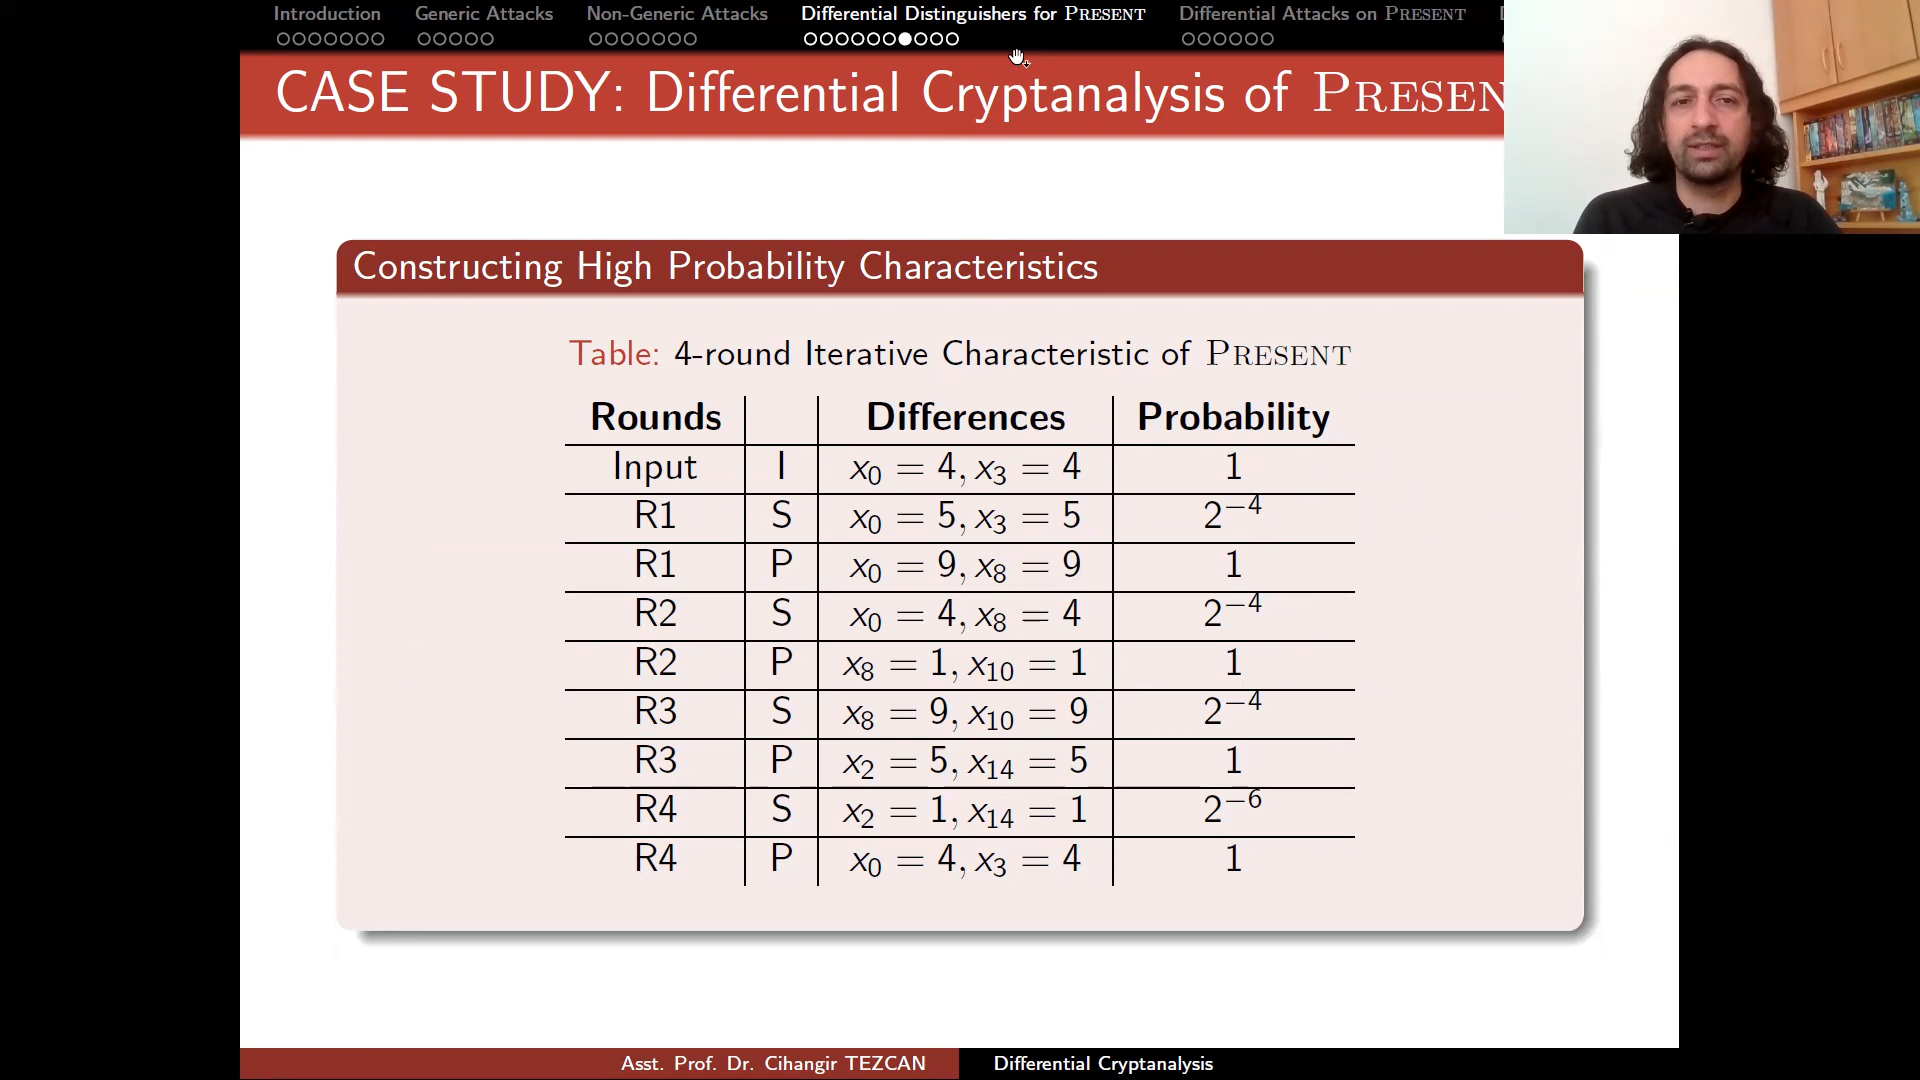 Introduction Generic Attacks Non-Generic Attacks Differential Distinguishers for PRESENT Differential Attacks on PRESENT
CASE STUDY: Differential Cryptanalysis of PRESEN
Constructing High Probability Characteristics
Table: 4-round Iterative Characteristic of PRESENT
Rounds Differences Probability
Input I x₀ = 4, x₃ = 4 1
R1 S x₀ = 5, x₃ = 5 2⁻⁴
R1 P x₀ = 9, x₈ = 9 1
R2 S x₀ = 4, x₈ = 4 2⁻⁴
R2 P x₈ = 1, x₁₀ = 1 1
R3 S x₈ = 9, x₁₀ = 9 2⁻⁴
R3 P x₂ = 5, x₁₄ = 5 1
R4 S x₂ = 1, x₁₄ = 1 2⁻⁶
R4 P x₀ = 4, x₃ = 4 1
Asst. Prof. Dr. Cihangir TEZCAN Differential Cryptanalysis